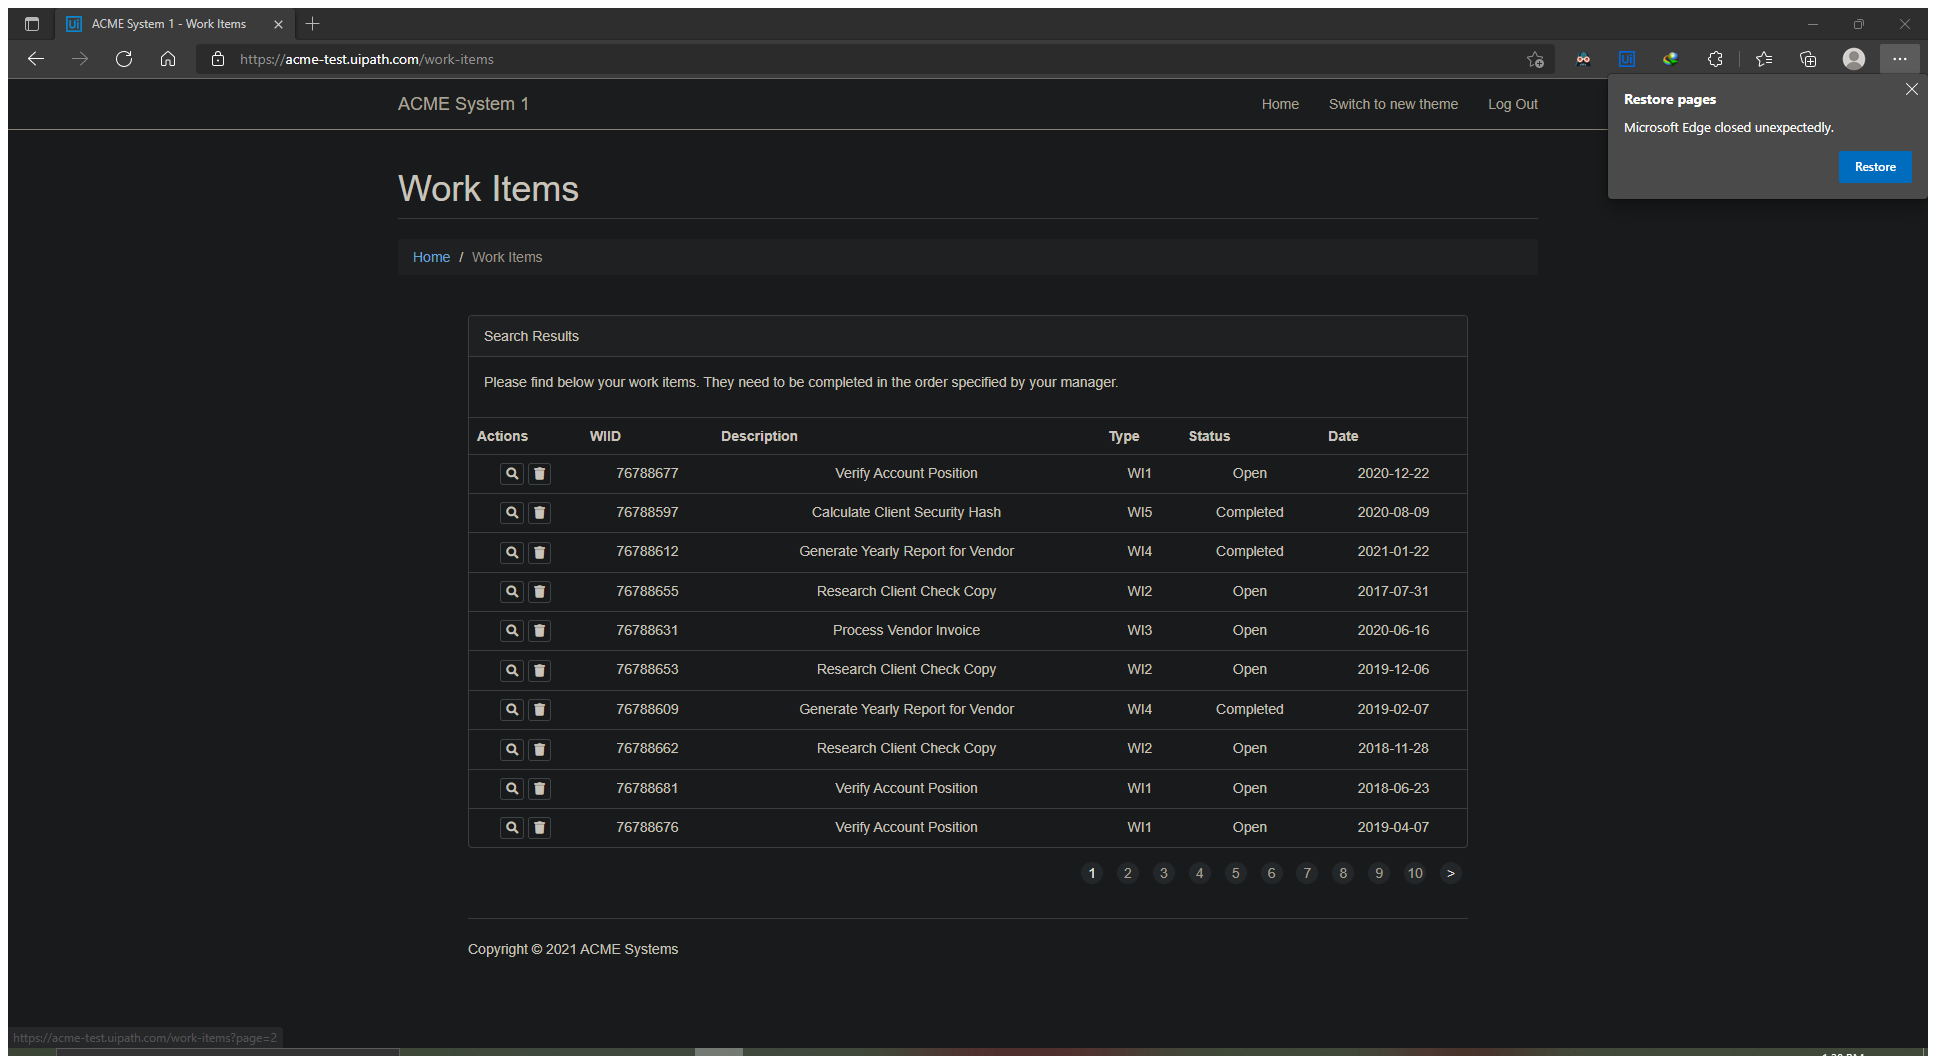 ACME System 1 - Work Items
https://acme-test.uipath.com/work-items
ACME System 1
Home Switch to new theme Log Out
Restore pages
Microsoft Edge closed unexpectedly.
Restore
Work Items
Home / Work Items
Search Results
Please find below your work items. They need to be completed in the order specified by your manager.
Actions WIID Description Type Status Date
76788677 Verify Account Position WI1 Open 2020-12-22
76788597 Calculate Client Security Hash WI5 Completed 2020-08-09
76788612 Generate Yearly Report for Vendor WI4 Completed 2021-01-22
76788655 Research Client Check Copy WI2 Open 2017-07-31
76788631 Process Vendor Invoice WI3 Open 2020-06-16
76788653 Research Client Check Copy WI2 Open 2019-12-06
76788609 Generate Yearly Report for Vendor WI4 Completed 2019-02-07
76788662 Research Client Check Copy WI2 Open 2018-11-28
76788681 Verify Account Position WI1 Open 2018-06-23
76788676 Verify Account Position WI1 Open 2019-04-07
1 2 3 4 5 6 7 8 9 10 >
Copyright © 2021 ACME Systems
https://acme-test.uipath.com/work-items?page=2